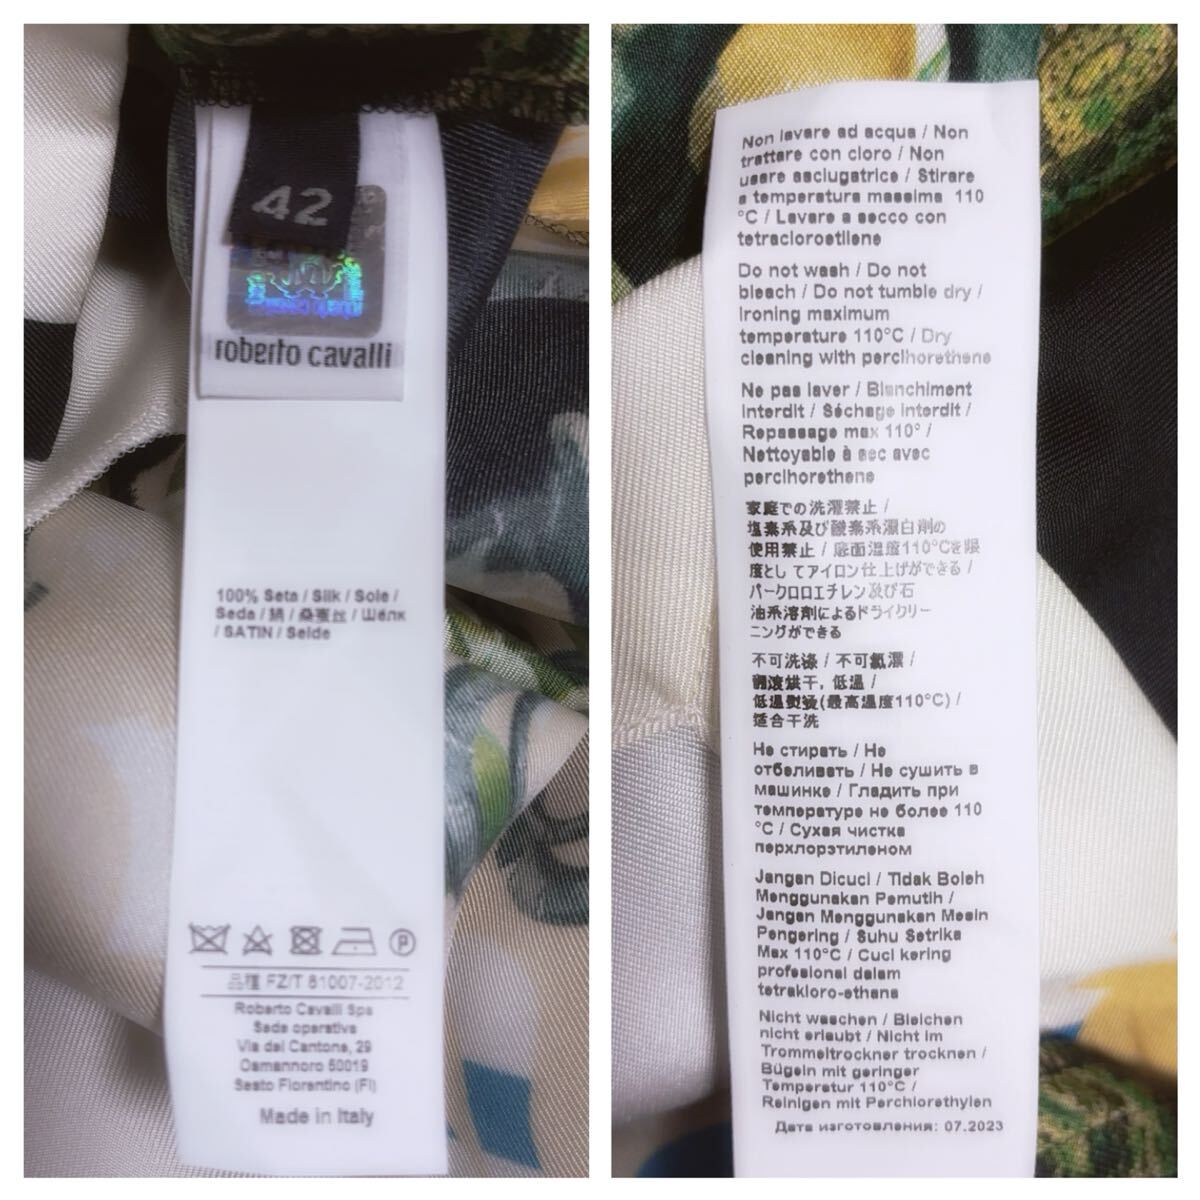 42
roberto cavalli
100% Seta / Silk / Soie /
Seda / 絹 / 桑蚕丝 / Шёлк
/ SATIN / Seide
P
品種 FZ/T 81007-2012
Roberto Cavalli Spa
Sede operativa
Via del Cantone, 29
Osmannoro 50019
Sesto Fiorentino (FI)
Made in Italy
Non lavare ad acqua / Non
trattare con cloro / Non
usare asciugatrice / Stirare
a temperatura massima 110
°C / Lavare a secco con
tetracloroetilene
Do not wash / Do not
bleach / Do not tumble dry /
Ironing maximum
temperature 110°C / Dry
cleaning with perclhorethene
Ne pas laver / Blanchiment
interdit / Séchage interdit /
Repassage max 110° /
Nettoyable à sec avec
perclhorethene
家庭での洗濯禁止 /
塩素系及び酸素系漂白剤の
使用禁止 / 底面温度110°Cを限
度としてアイロン仕上げができる /
パークロロエチレン及び石
油系溶剤によるドライクリー
ニングができる
不可洗涤 / 不可氯漂 /
翻滚烘干, 低温 /
低温熨烫(最高温度110°C) /
适合干洗
Не стирать / Не
отбеливать / Не сушить в
машинке / Гладить при
температуре не более 110
°C / Сухая чистка
перхлорэтиленом
Jangan Dicuci / Tidak Boleh
Menggunakan Pemutih /
Jangan Menggunakan Mesin
Pengering / Suhu Setrika
Max 110°C / Cuci kering
profesional dalam
tetrakloro-ethana
Nicht waschen / Bleichen
nicht erlaubt / Nicht im
Trommeltrockner trocknen /
Bügeln mit geringer
Temperatur 110°C /
Reinigen mit Perchlorethylen
Дата изготовления: 07.2023